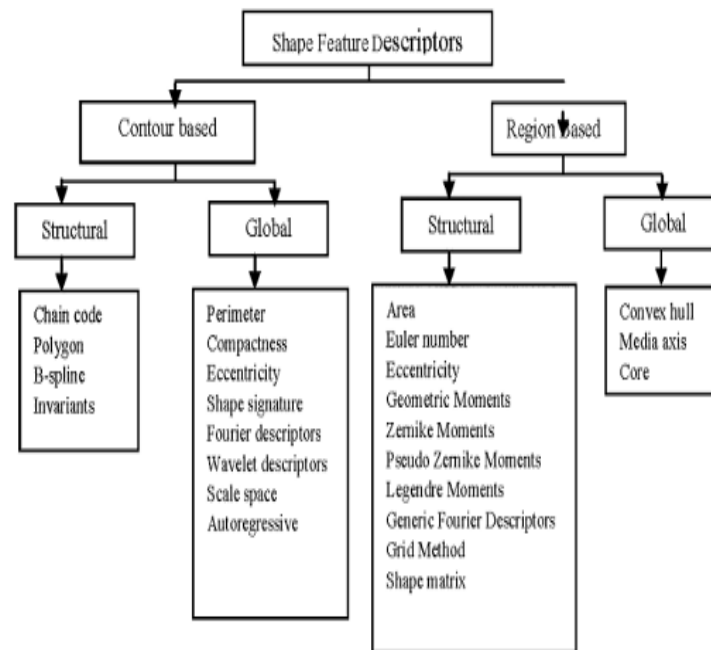 Shape Feature Descriptors
Contour based
Region Based
Structural
Global
Structural
Global
Chain code
Polygon
B-spline
Invariants
Perimeter
Compactness
Eccentricity
Shape signature
Fourier descriptors
Wavelet descriptors
Scale space
Autoregressive
Area
Euler number
Eccentricity
Geometric Moments
Zernike Moments
Pseudo Zernike Moments
Legendre Moments
Generic Fourier Descriptors
Grid Method
Shape matrix
Convex hull
Media axis
Core